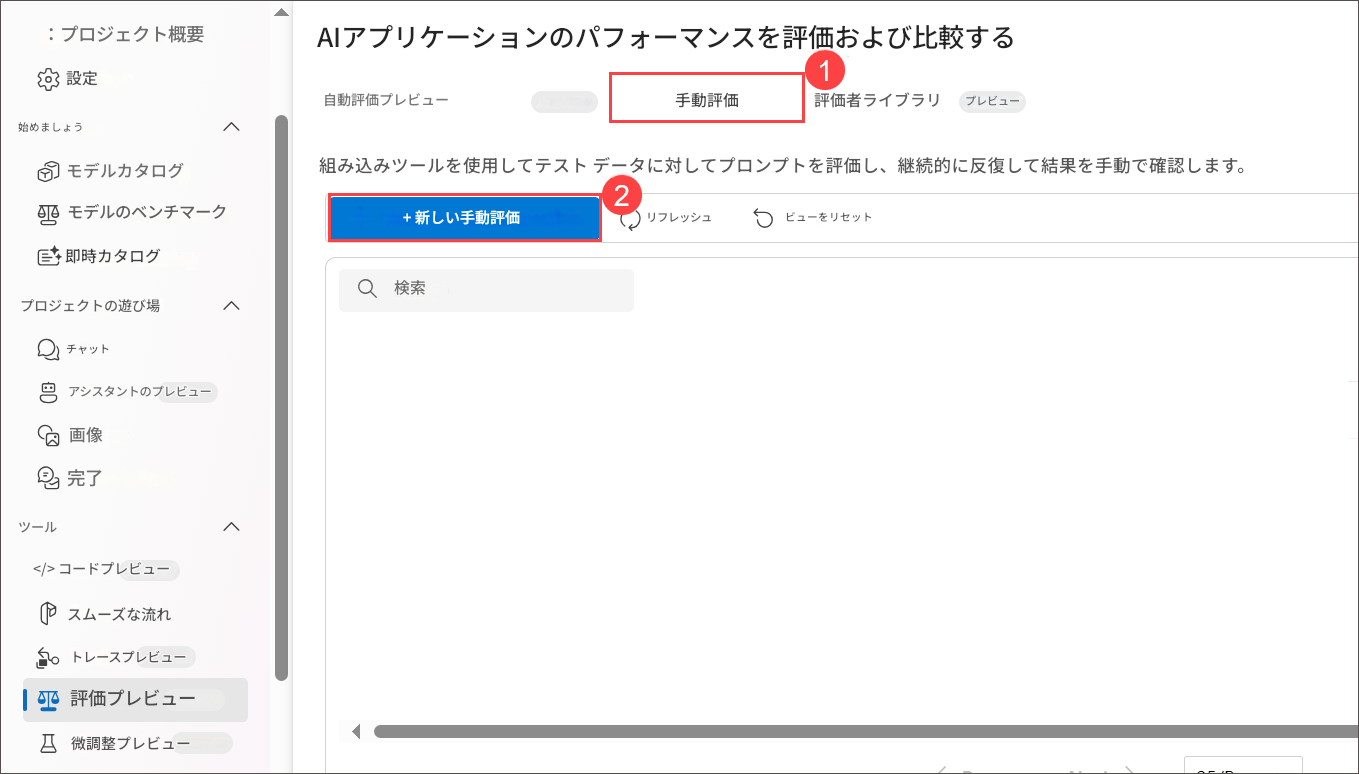 ：プロジェクト概要
設定
始めましょう
モデルカタログ
モデルのベンチマーク
即時カタログ
プロジェクトの遊び場
チャット
アシスタントのプレビュー
画像
完了
ツール
</> コードプレビュー
スムーズな流れ
トレースプレビュー
評価プレビュー
微調整プレビュー
AIアプリケーションのパフォーマンスを評価および比較する
1
自動評価プレビュー 手動評価 評価者ライブラリ プレビュー
組み込みツールを使用してテスト データに対してプロンプトを評価し、継続的に反復して結果を手動で確認します。
2
+ 新しい手動評価 リフレッシュ ビューをリセット
検索